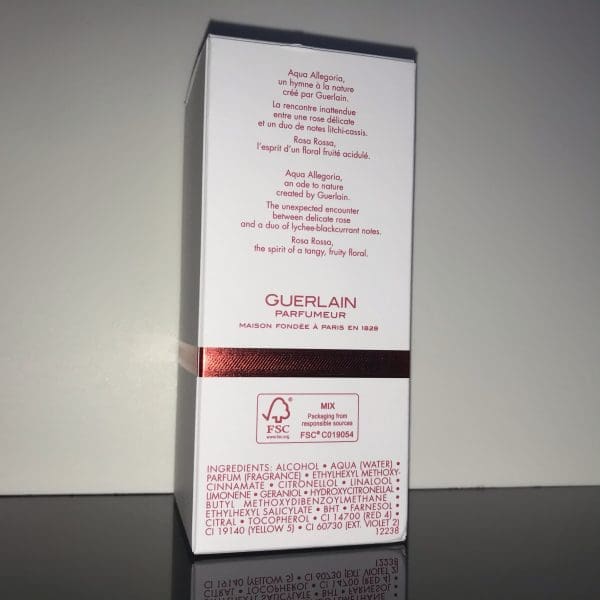 Aqua Allegoria,
un hymne à la nature
créé par Guerlain.
La rencontre inattendue
entre une rose délicate
et un duo de notes litchi-cassis.
Rosa Rossa,
l'esprit d'un floral fruité acidulé.
Aqua Allegoria,
an ode to nature
created by Guerlain.
The unexpected encounter
between delicate rose
and a duo of lychee-blackcurrant notes.
Rosa Rossa,
the spirit of a tangy, fruity floral.
GUERLAIN
PARFUMEUR
MAISON FONDÉE À PARIS EN 1828
FSC
www.fsc.org
MIX
Packaging from
responsible sources
FSC® C019054
INGREDIENTS: ALCOHOL • AQUA (WATER) •
PARFUM (FRAGRANCE) • ETHYLHEXYL METHOXY-
CINNAMATE • CITRONELLOL • LINALOOL •
LIMONENE • GERANIOL • HYDROXYCITRONELLAL •
BUTYL METHOXYDIBENZOYLMETHANE •
ETHYLHEXYL SALICYLATE • BHT • FARNESOL •
CITRAL • TOCOPHEROL • CI 14700 (RED 4) •
CI 19140 (YELLOW 5) • CI 60730 (EXT. VIOLET 2)
12238